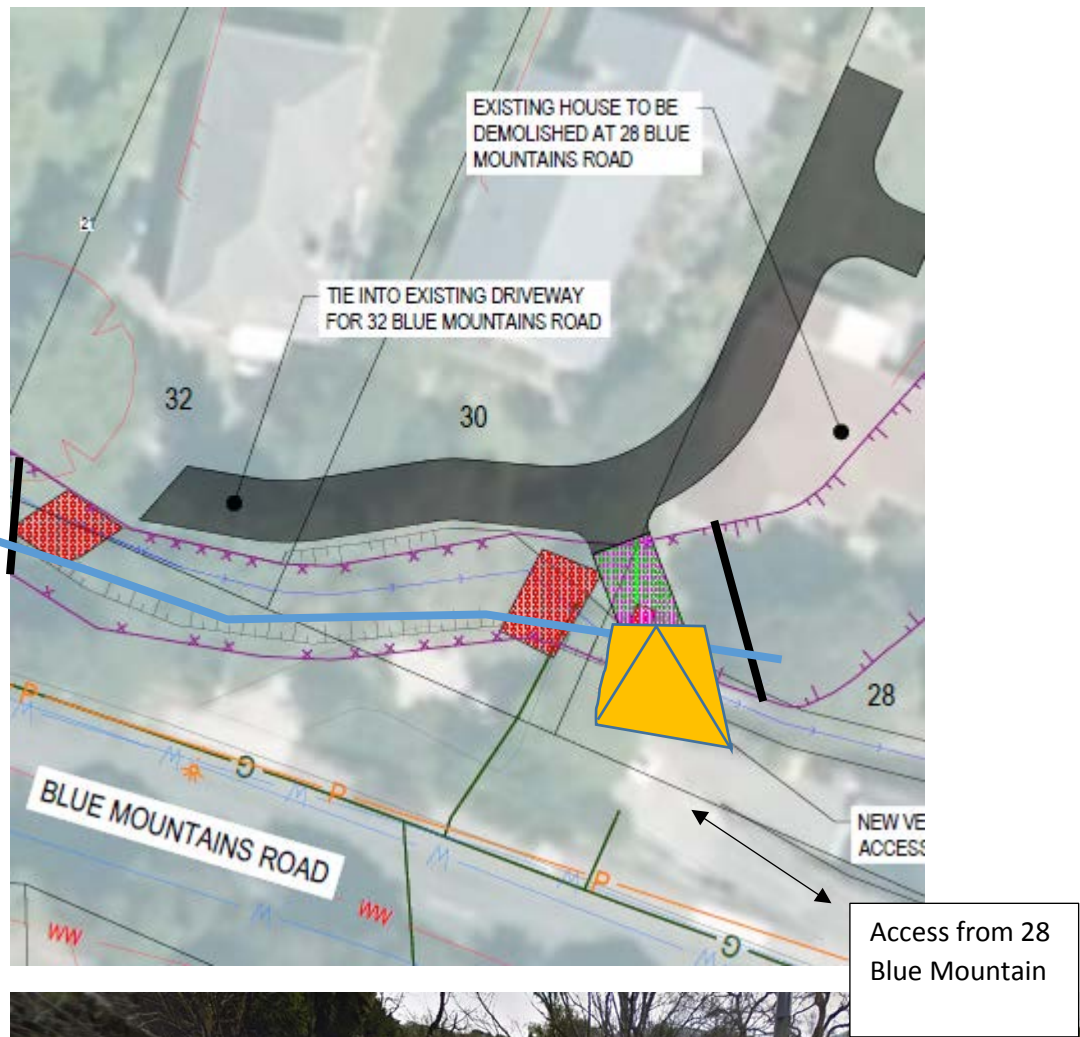 EXISTING HOUSE TO BE
DEMOLISHED AT 28 BLUE
MOUNTAINS ROAD
21
TIE INTO EXISTING DRIVEWAY
FOR 32 BLUE MOUNTAINS ROAD
32
30
28
P
W
W
G
W
P
BLUE MOUNTAINS ROAD
NEW VE
ACCESS
W
W
P
WW
W
WW
G
W
Access from 28
Blue Mountain